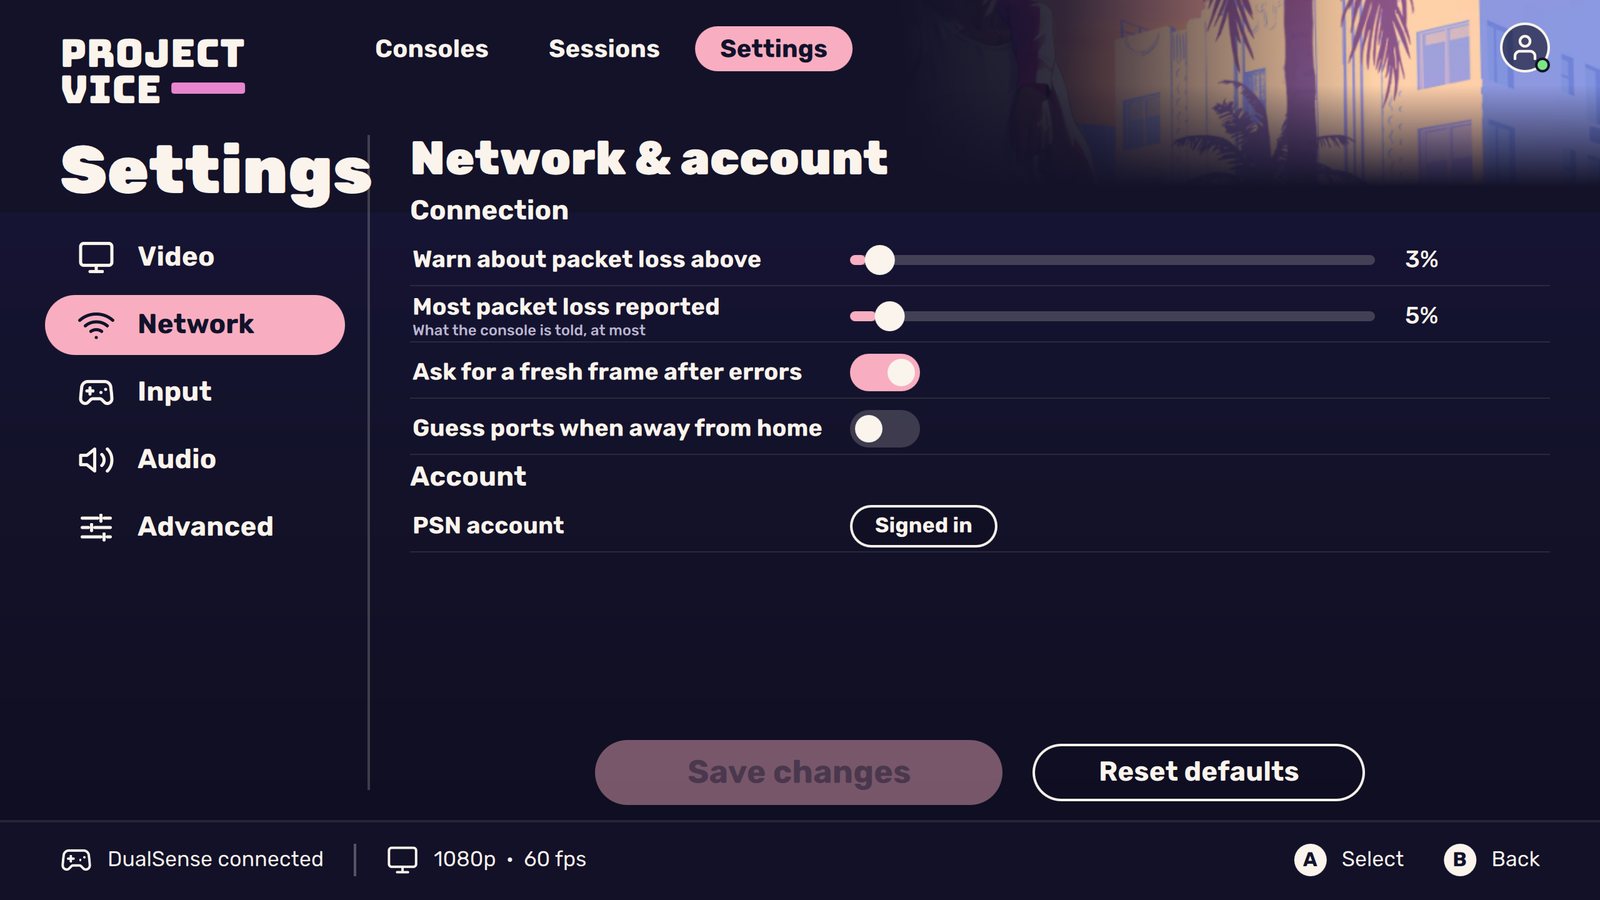 PROJECT
VICE
Consoles
Sessions
Settings
Settings
Video
Network
Input
Audio
Advanced
Network & account
Connection
Warn about packet loss above
3%
Most packet loss reported
What the console is told, at most
5%
Ask for a fresh frame after errors
Guess ports when away from home
Account
PSN account
Signed in
Save changes
Reset defaults
DualSense connected
1080p • 60 fps
A Select
B Back